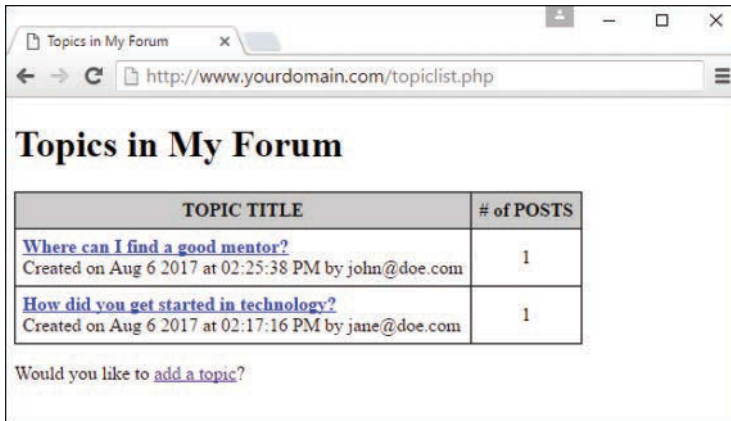 Topics in My Forum
http://www.yourdomain.com/topiclist.php
Topics in My Forum
TOPIC TITLE # of POSTS
Where can I find a good mentor?
Created on Aug 6 2017 at 02:25:38 PM by john@doe.com 1
How did you get started in technology?
Created on Aug 6 2017 at 02:17:16 PM by jane@doe.com 1
Would you like to add a topic?